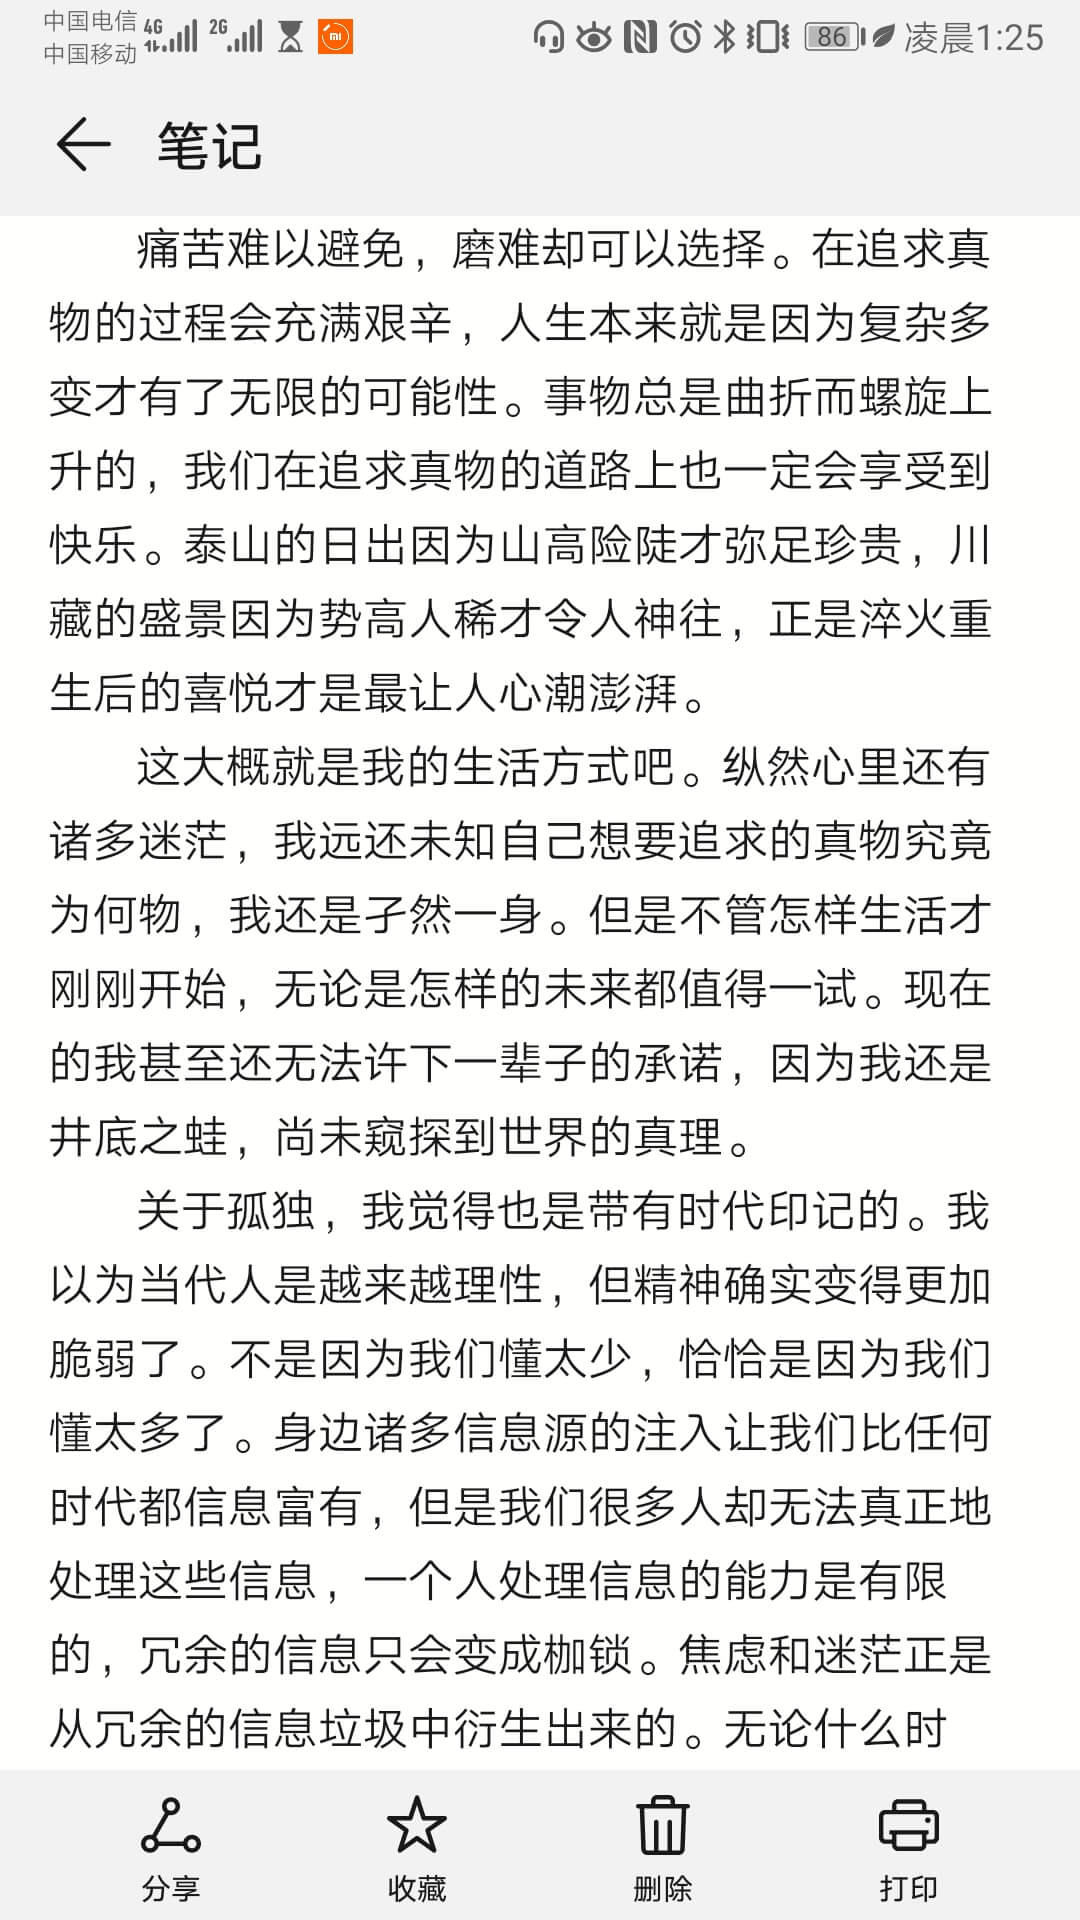 中国电信 4G 2G 86 凌晨1:25
中国移动
笔记
痛苦难以避免，磨难却可以选择。在追求真
物的过程会充满艰辛，人生本来就是因为复杂多
变才有了无限的可能性。事物总是曲折而螺旋上
升的，我们在追求真物的道路上也一定会享受到
快乐。泰山的日出因为山高险陡才弥足珍贵，川
藏的盛景因为势高人稀才令人神往，正是淬火重
生后的喜悦才是最让人心潮澎湃。
这大概就是我的生活方式吧。纵然心里还有
诸多迷茫，我远还未知自己想要追求的真物究竟
为何物，我还是孑然一身。但是不管怎样生活才
刚刚开始，无论是怎样的未来都值得一试。现在
的我甚至还无法许下一辈子的承诺，因为我还是
井底之蛙，尚未窥探到世界的真理。
关于孤独，我觉得也是带有时代印记的。我
以为当代人是越来越理性，但精神确实变得更加
脆弱了。不是因为我们懂太少，恰恰是因为我们
懂太多了。身边诸多信息源的注入让我们比任何
时代都信息富有，但是我们很多人却无法真正地
处理这些信息，一个人处理信息的能力是有限
的，冗余的信息只会变成枷锁。焦虑和迷茫正是
从冗余的信息垃圾中衍生出来的。无论什么时
分享 收藏 删除 打印